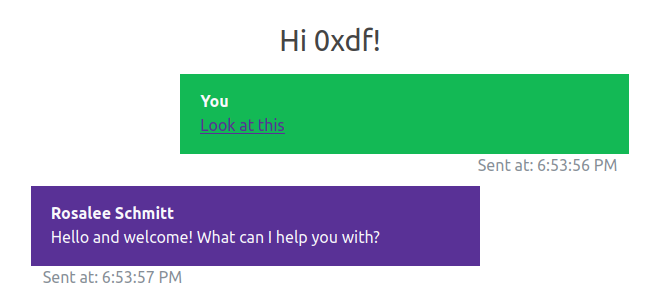 Hi 0xdf!
You
Look at this
Sent at: 6:53:56 PM
Rosalee Schmitt
Hello and welcome! What can I help you with?
Sent at: 6:53:57 PM